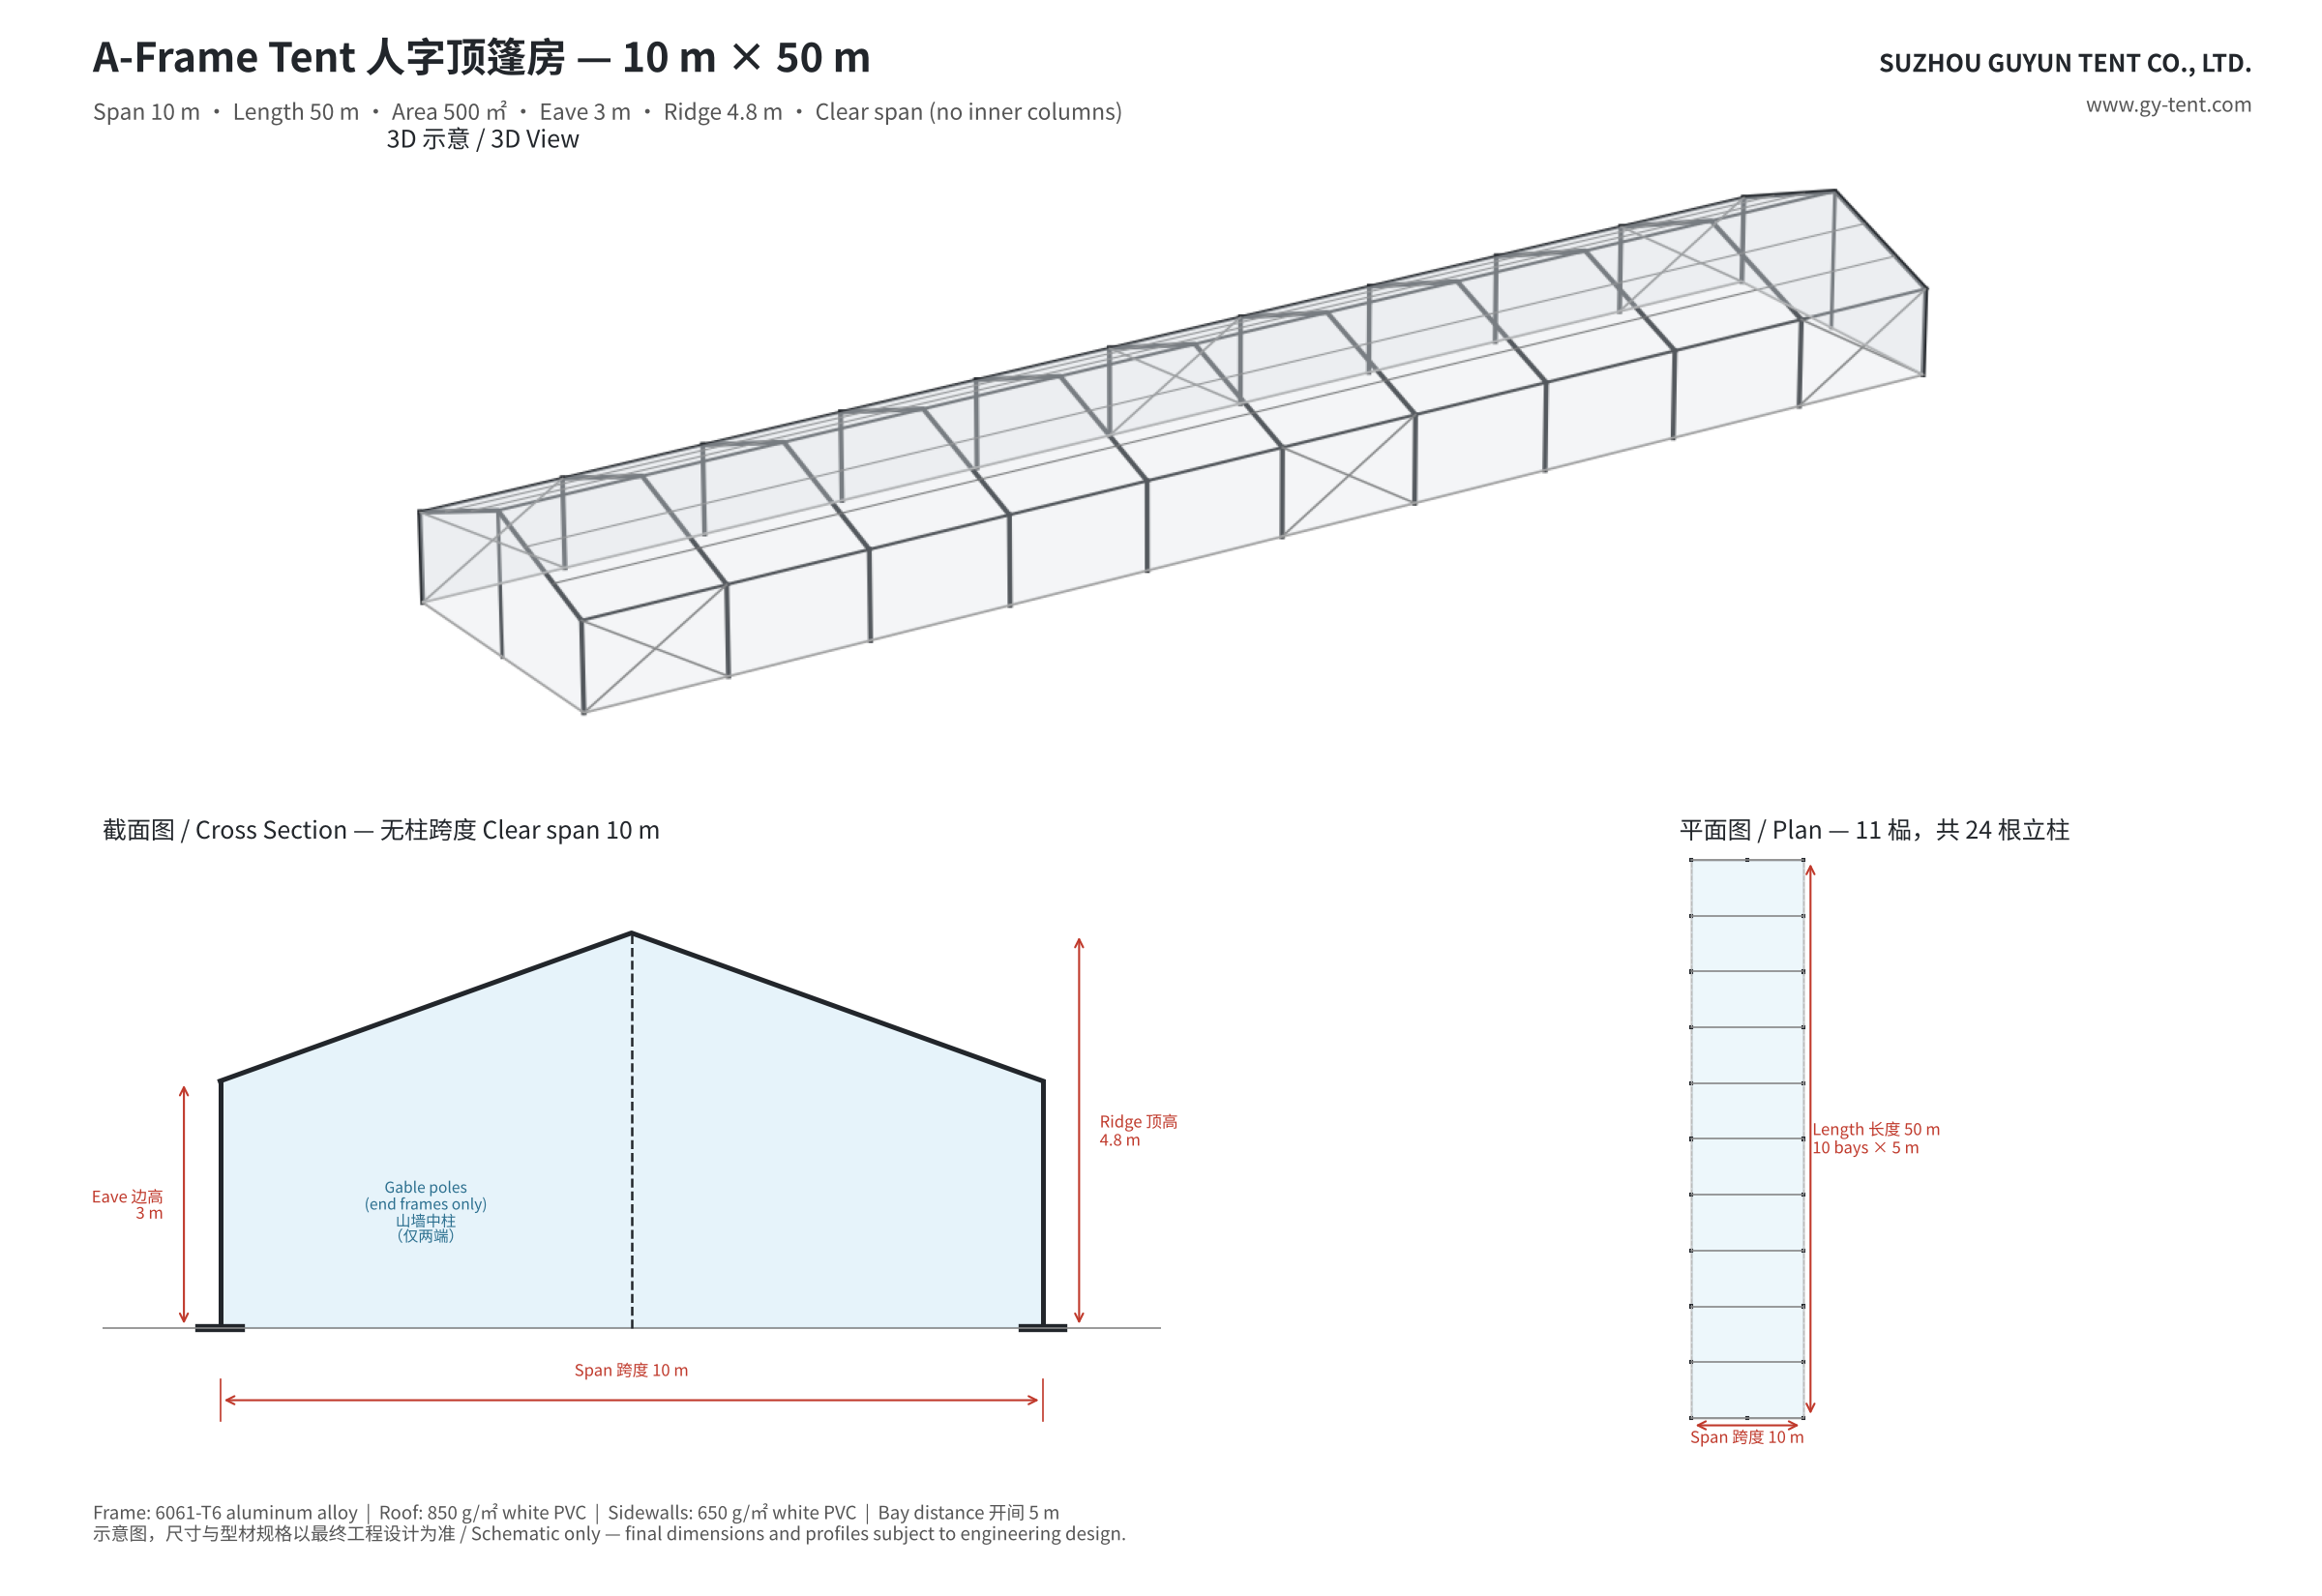 A-Frame Tent 人字顶篷房 — 10 m × 50 m
SUZHOU GUYUN TENT CO., LTD.
Span 10 m · Length 50 m · Area 500 ㎡ · Eave 3 m · Ridge 4.8 m · Clear span (no inner columns)
www.gy-tent.com
3D 示意 / 3D View
截面图 / Cross Section — 无柱跨度 Clear span 10 m
平面图 / Plan — 11 榀，共 24 根立柱
Ridge 顶高
4.8 m
Length 长度 50 m
10 bays × 5 m
Eave 边高
3 m
Gable poles
(end frames only)
山墙中柱
（仅两端）
Span 跨度 10 m
Span 跨度 10 m
Frame: 6061-T6 aluminum alloy | Roof: 850 g/㎡ white PVC | Sidewalls: 650 g/㎡ white PVC | Bay distance 开间 5 m
示意图，尺寸与型材规格以最终工程设计为准 / Schematic only — final dimensions and profiles subject to engineering design.